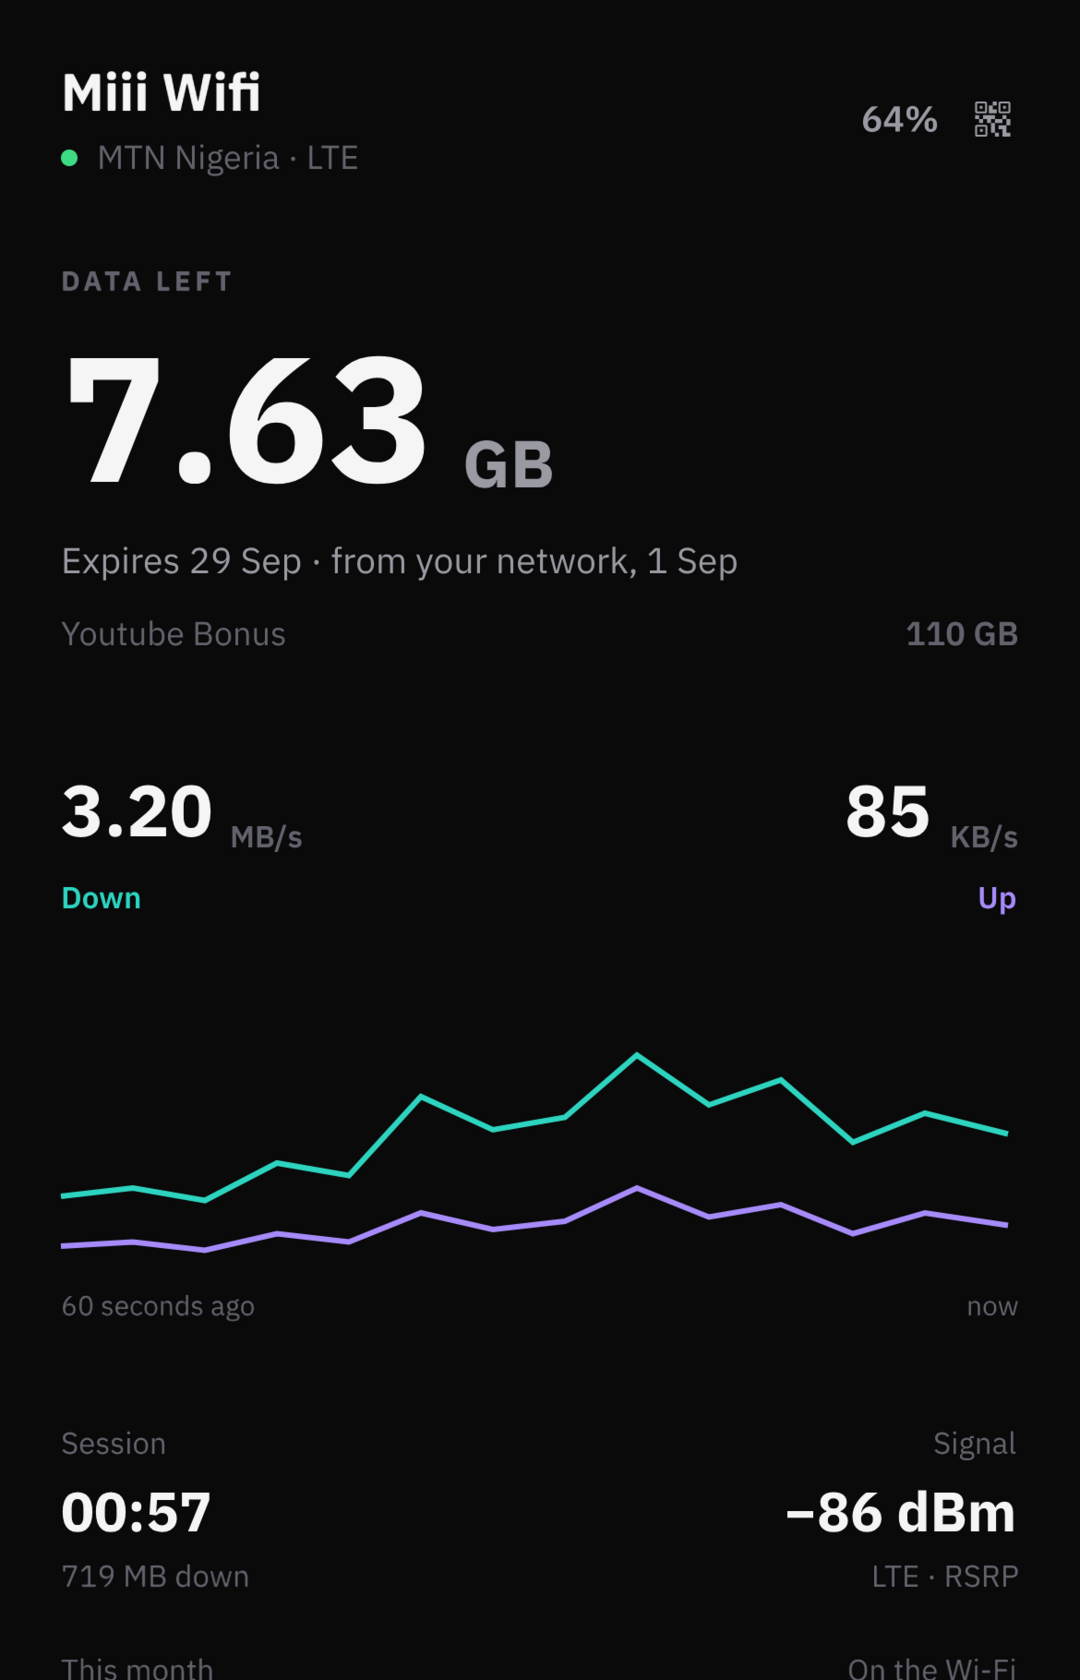 Miii Wifi
64%
MTN Nigeria · LTE
DATA LEFT
7.63 GB
Expires 29 Sep · from your network, 1 Sep
Youtube Bonus 110 GB
3.20 MB/s 85 KB/s
Down Up
60 seconds ago now
Session Signal
00:57 −86 dBm
719 MB down LTE · RSRP
This month On the Wi-Fi